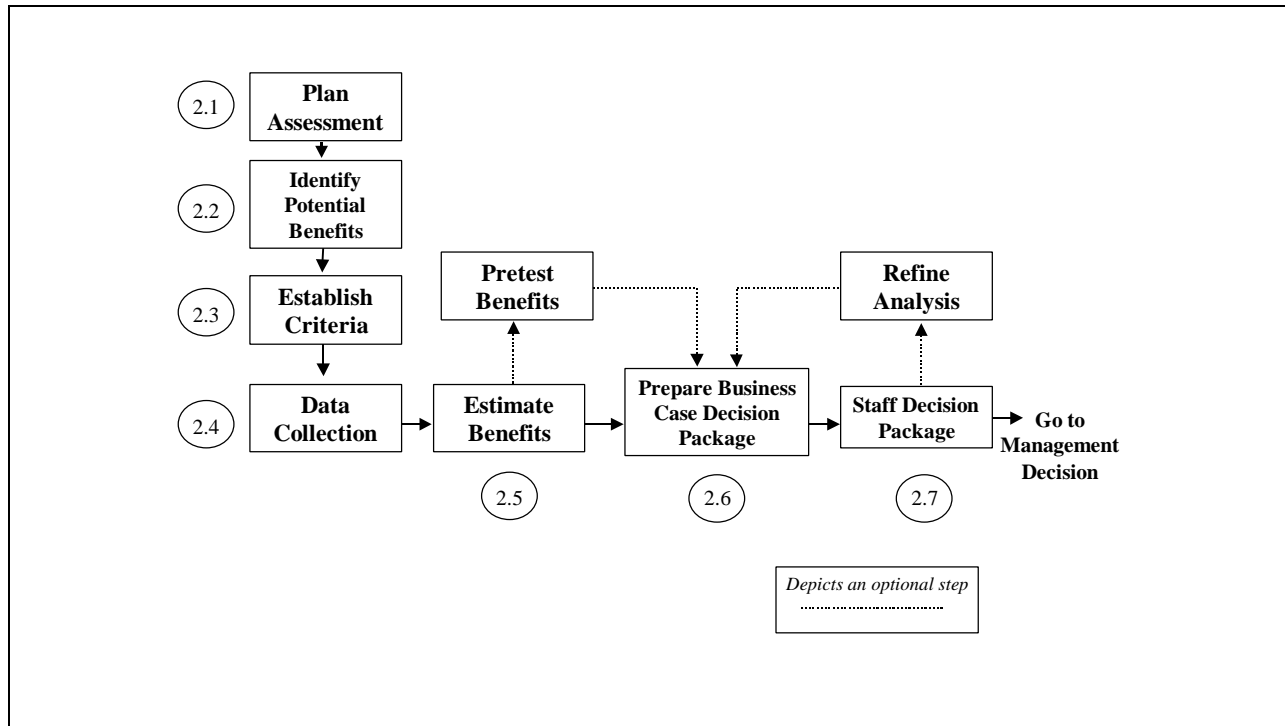 2.1
Plan
Assessment
2.2
Identify
Potential
Benefits
2.3
Establish
Criteria
Pretest
Benefits
Refine
Analysis
2.4
Data
Collection
Estimate
Benefits
Prepare Business
Case Decision
Package
Staff Decision
Package
Go to
Management
Decision
2.5
2.6
2.7
Depicts an optional step